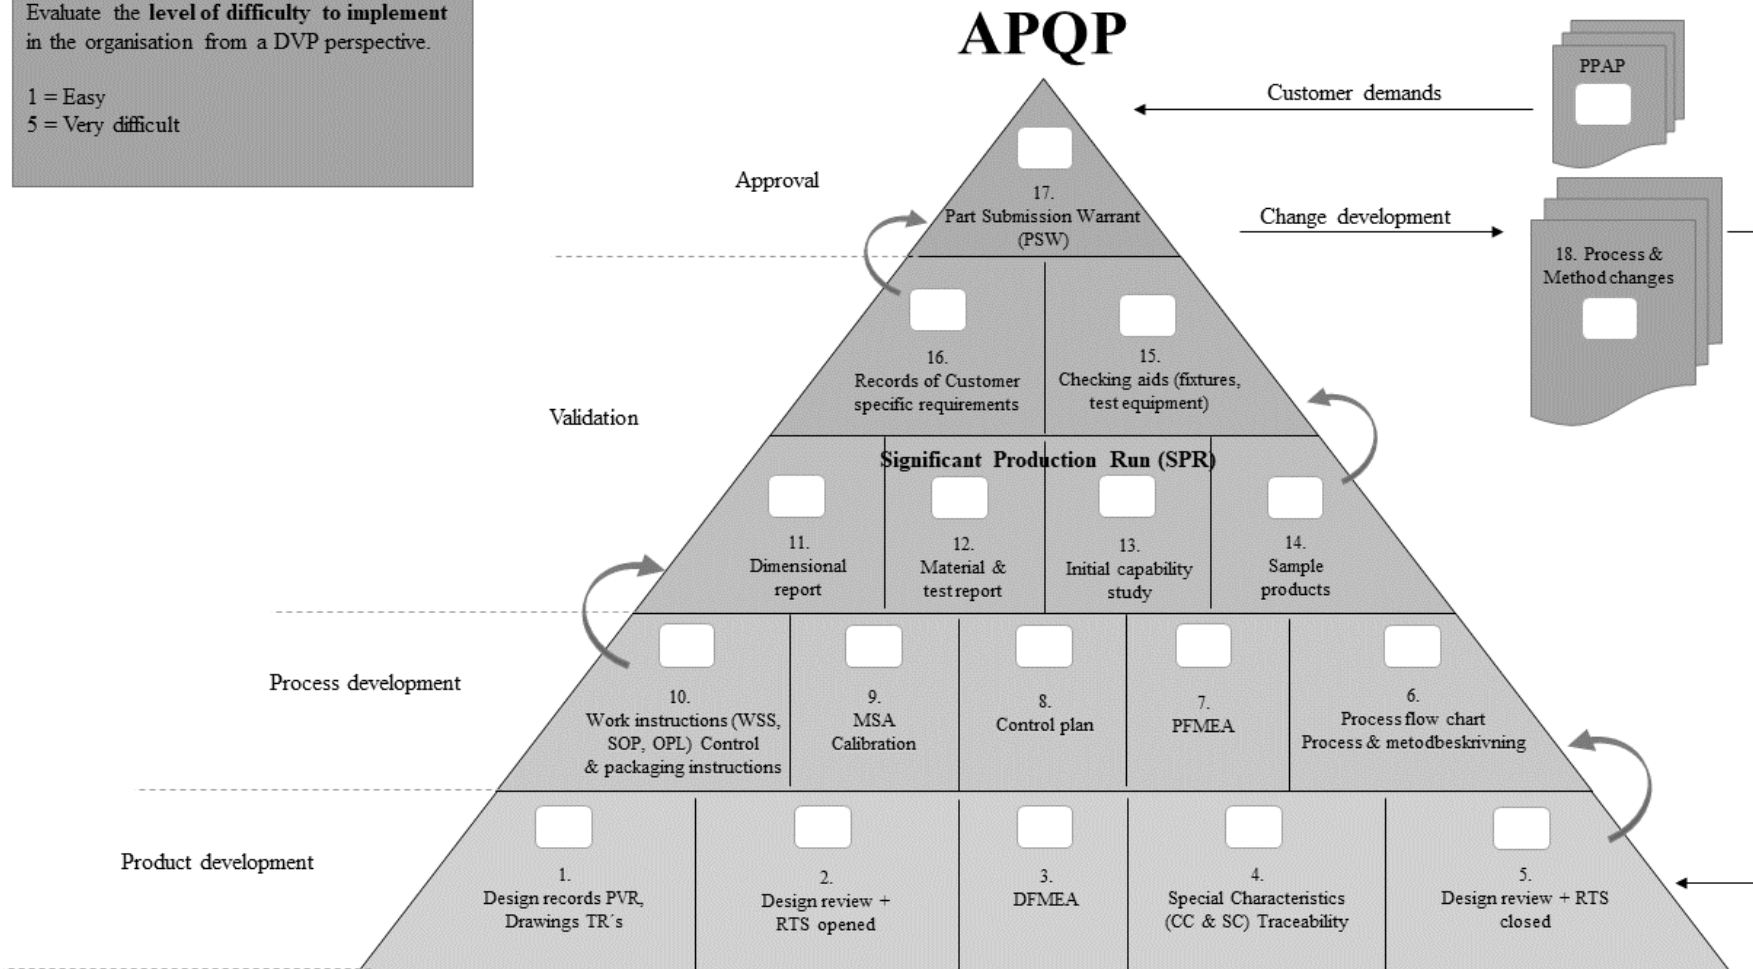 Evaluate the level of difficulty to implement
in the organisation from a DVP perspective.
1 = Easy
5 = Very difficult
APQP
Customer demands
PPAP
Approval
17.
Part Submission Warrant
(PSW)
Change development
18. Process &
Method changes
Validation
16.
Records of Customer
specific requirements
15.
Checking aids (fixtures,
test equipment)
Significant Production Run (SPR)
11.
Dimensional
report
12.
Material &
test report
13.
Initial capability
study
14.
Sample
products
Process development
10.
Work instructions (WSS,
SOP, OPL) Control
& packaging instructions
9.
MSA
Calibration
8.
Control plan
7.
PFMEA
6.
Process flow chart
Process & metodbeskrivning
Product development
1.
Design records PVR,
Drawings TR´s
2.
Design review +
RTS opened
3.
DFMEA
4.
Special Characteristics
(CC & SC) Traceability
5.
Design review + RTS
closed